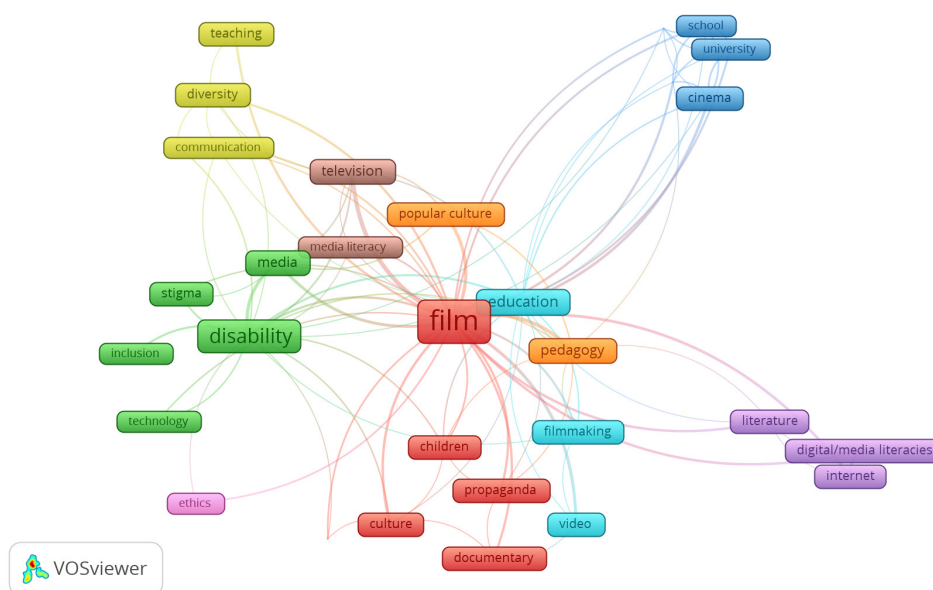 teaching
school
university
diversity
cinema
communication
television
popular culture
media literacy
media
stigma
education
film
disability
inclusion
pedagogy
technology
literature
filmmaking
children
digital/media literacies
internet
propaganda
ethics
culture
video
documentary
VOSviewer